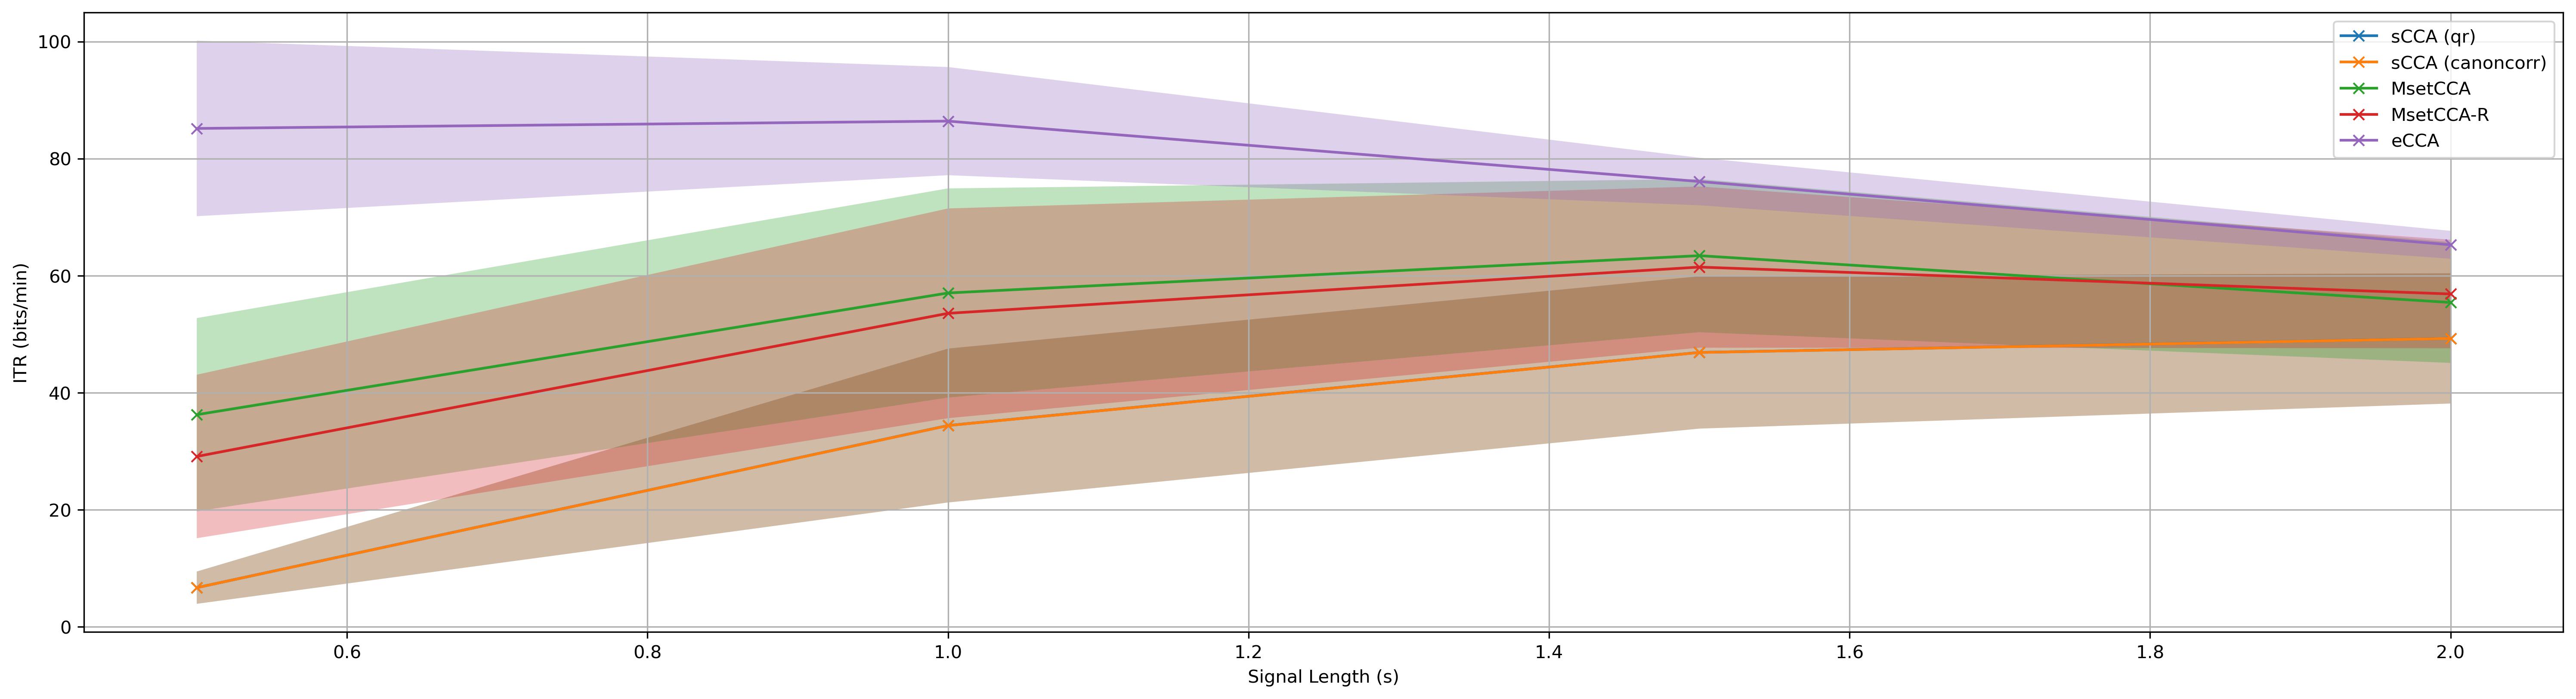 100
80
60
40
20
0
ITR (bits/min)
sCCA (qr)
sCCA (canoncorr)
MsetCCA
MsetCCA-R
eCCA
0.6 0.8 1.0 1.2 1.4 1.6 1.8 2.0
Signal Length (s)